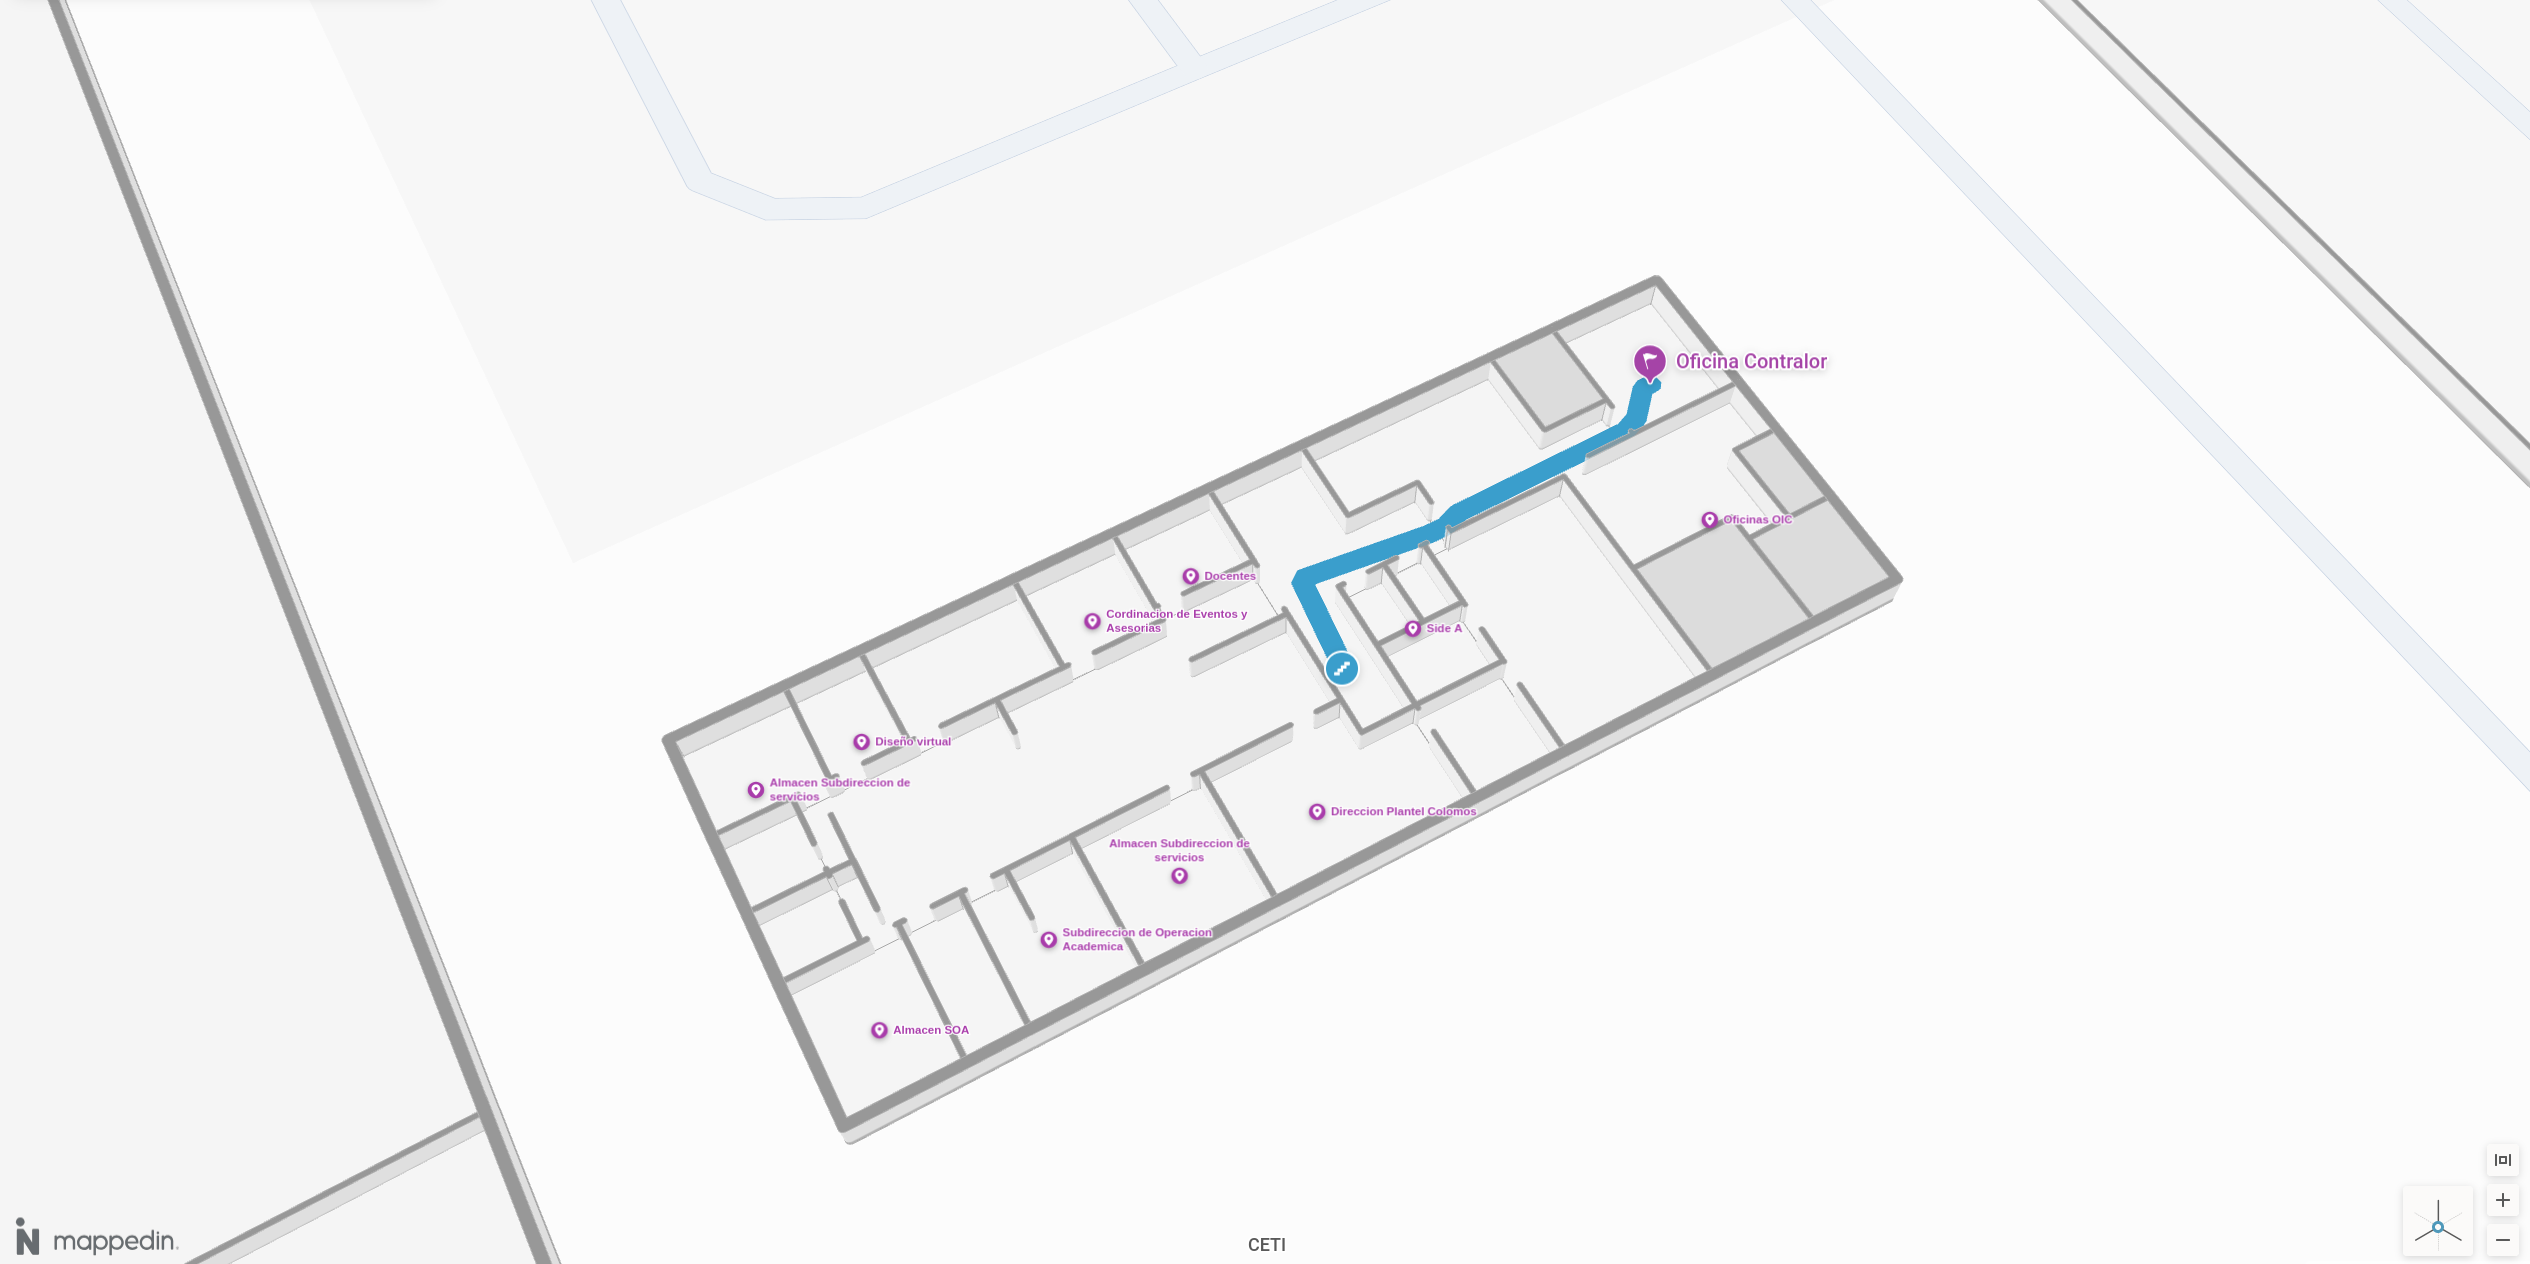 Oficina Contralor
Oficinas OIC
Docentes
Cordinacion de Eventos y
Asesorias
Side A
Diseño virtual
Almacen Subdireccion de
servicios
Direccion Plantel Colomos
Almacen Subdireccion de
servicios
Subdireccion de Operacion
Academica
Almacen SOA
mappedin.
CETI